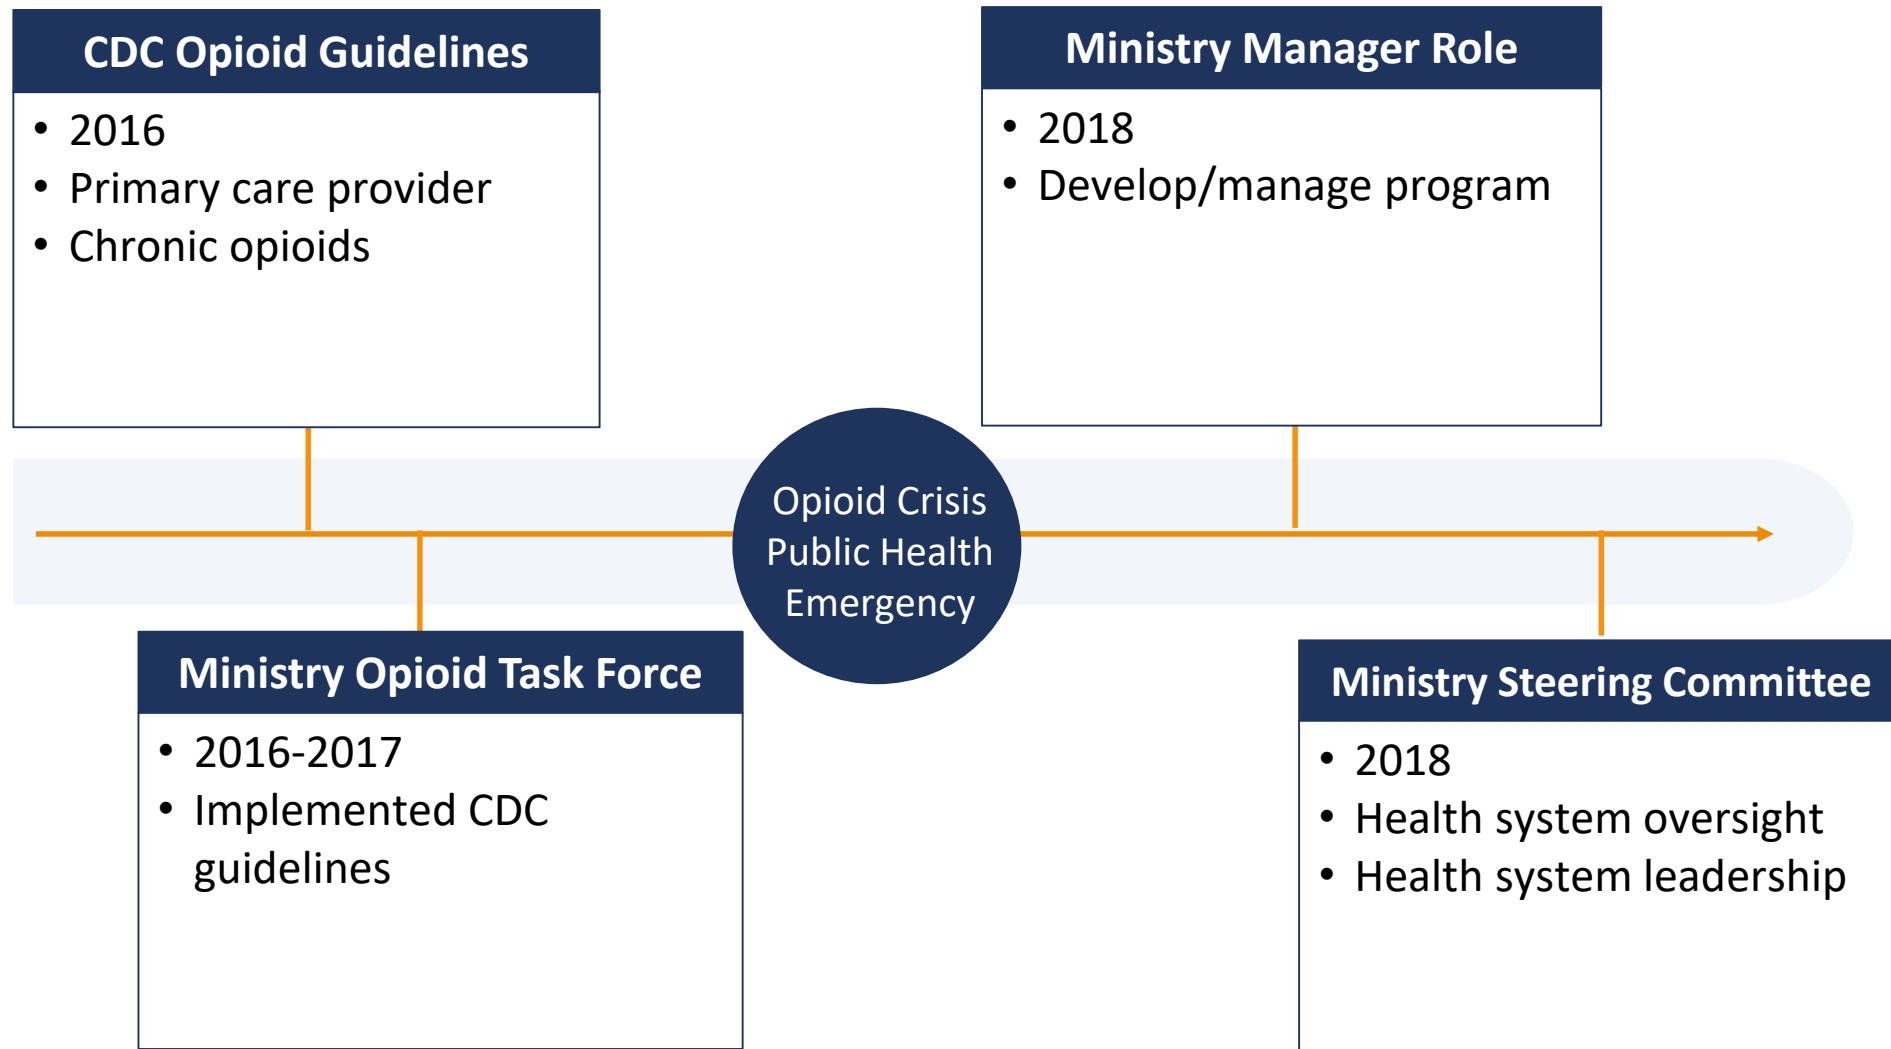 CDC Opioid Guidelines
• 2016
• Primary care provider
• Chronic opioids
Ministry Opioid Task Force
• 2016-2017
• Implemented CDC
guidelines
Opioid Crisis
Public Health
Emergency
Ministry Manager Role
• 2018
• Develop/manage program
Ministry Steering Committee
• 2018
• Health system oversight
• Health system leadership